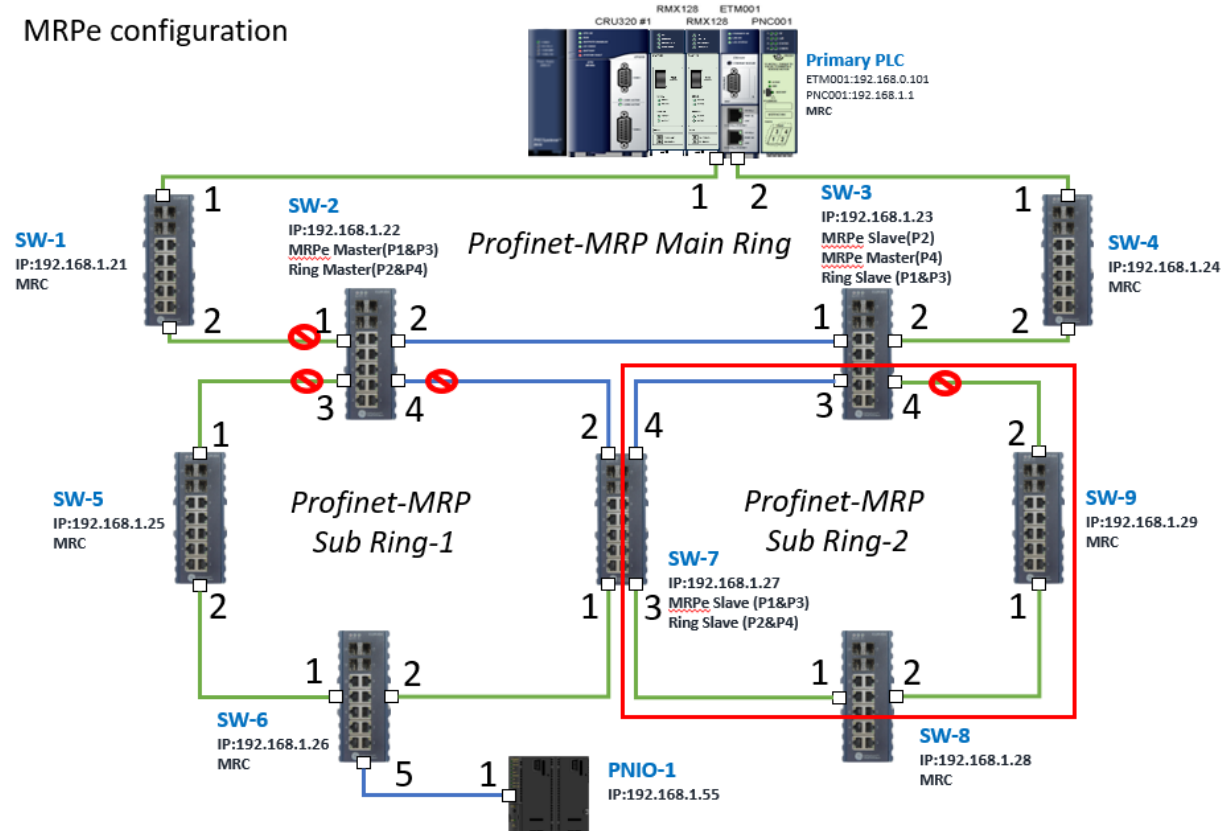 MRPe configuration
RMX128 ETM001
CRU320 #1 RMX128 PNC001
Primary PLC
ETM001:192.168.0.101
PNC001:192.168.1.1
MRC
1 2
1
SW-1
IP:192.168.1.21
MRC
2
SW-2
IP:192.168.1.22
MRPe Master(P1&P3)
Ring Master(P2&P4)
Profinet-MRP Main Ring
SW-3
IP:192.168.1.23
MRPe Slave(P2)
MRPe Master(P4)
Ring Slave (P1&P3)
1
SW-4
IP:192.168.1.24
MRC
2
1 2
3 4
1 2
3 4
1
SW-5
IP:192.168.1.25
MRC
2
Profinet-MRP
Sub Ring-1
2 4
1 3
SW-7
IP:192.168.1.27
MRPe Slave (P1&P3)
Ring Slave (P2&P4)
Profinet-MRP
Sub Ring-2
2
SW-9
IP:192.168.1.29
MRC
1
1 2
SW-6
IP:192.168.1.26
MRC
5
1
PNIO-1
IP:192.168.1.55
1 2
SW-8
IP:192.168.1.28
MRC